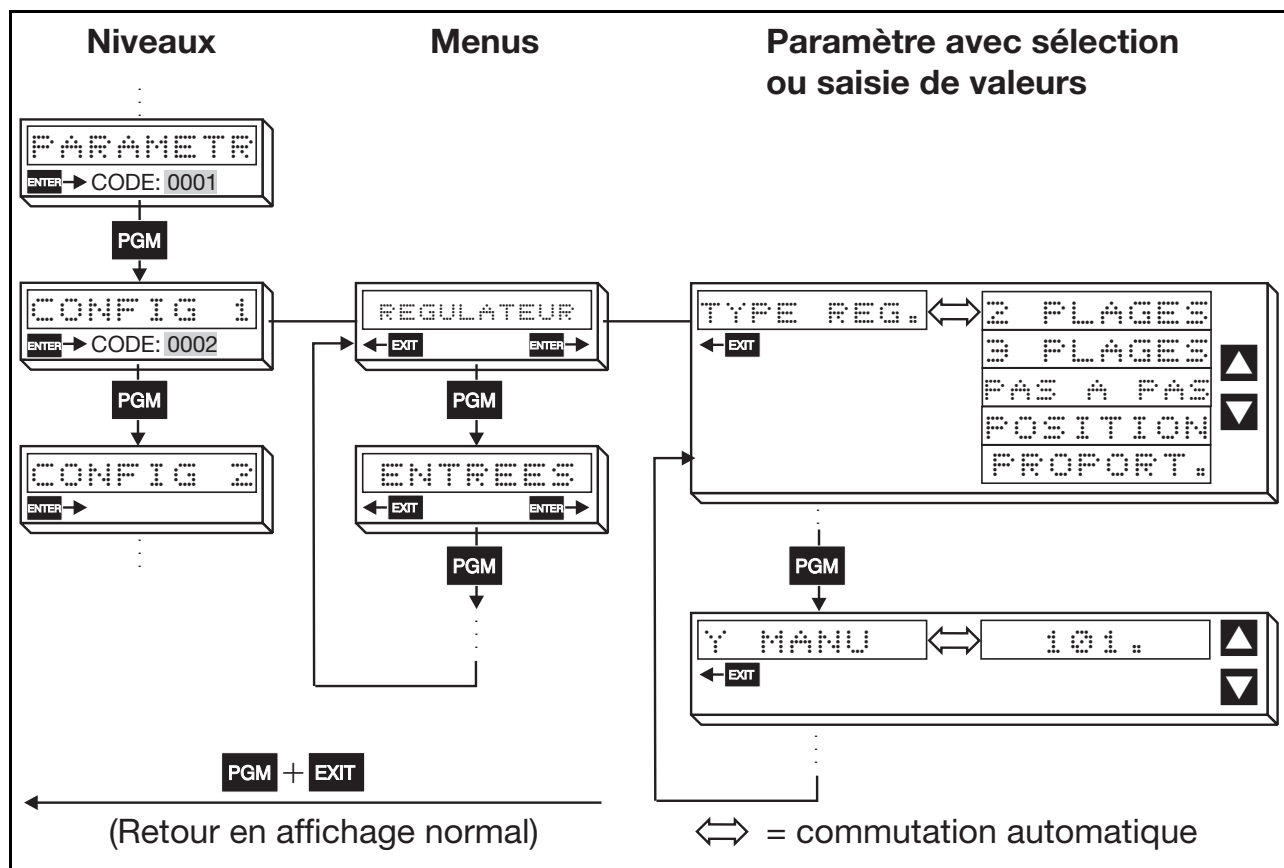 Niveaux
Menus
Paramètre avec sélection
ou saisie de valeurs
PARAMETR
ENTER CODE: 0001
PGM
CONFIG 1
ENTER CODE: 0002
PGM
CONFIG 2
ENTER
REGULATEUR
EXIT ENTER
PGM
ENTREES
EXIT ENTER
PGM
TYPE REG.
EXIT
2 PLAGES
3 PLAGES
PAS A PAS
POSITION
PROPORT.
PGM
Y MANU
101.
EXIT
PGM + EXIT
(Retour en affichage normal)
= commutation automatique